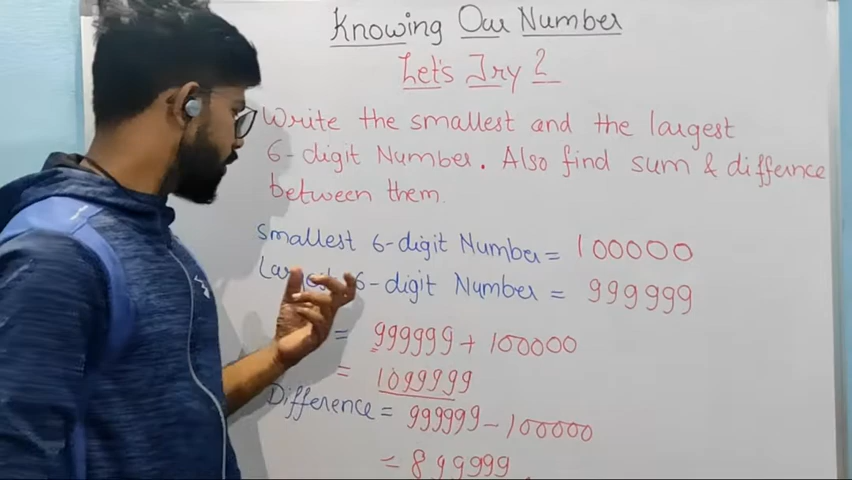 Knowing Our Number
Let's Try 2
Write the smallest and the largest
6-digit Number. Also find sum & differnce
between them.
smallest 6-digit Number = 100000
6-digit Number = 999999
= 999999 + 100000
= 1099999
Difference = 999999 - 100000
= 899999